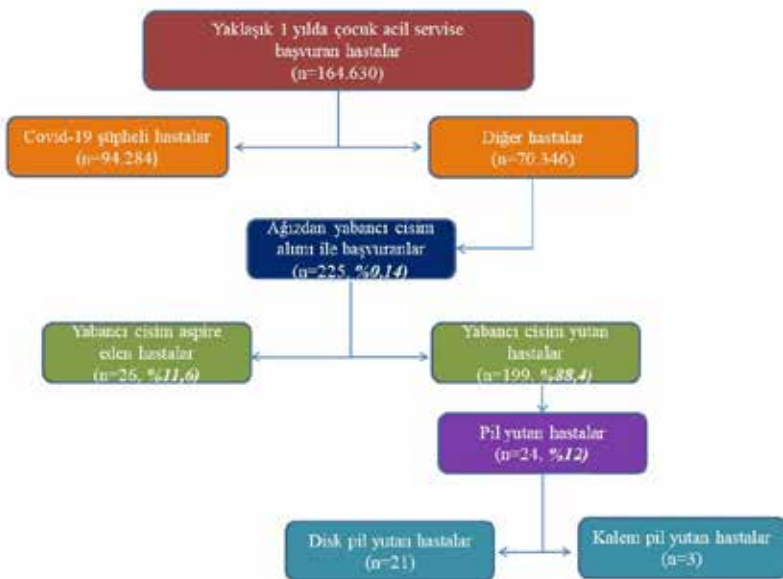 Yaklaşık 1 yılda çocuk acil servise
başvuran hastalar
(n=164.630)
Covid-19 şüpheli hastalar
(n=94.284)
Diğer hastalar
(n=70.346)
Ağızdan yabancı cisim
alımı ile başvuranlar
(n=225, %0,14)
Yabancı cisim aspire
eden hastalar
(n=26, %11,6)
Yabancı cisim yutan
hastalar
(n=199, %88,4)
Pil yutan hastalar
(n=24, %12)
Disk pil yutan hastalar
(n=21)
Kalem pil yutan hastalar
(n=3)